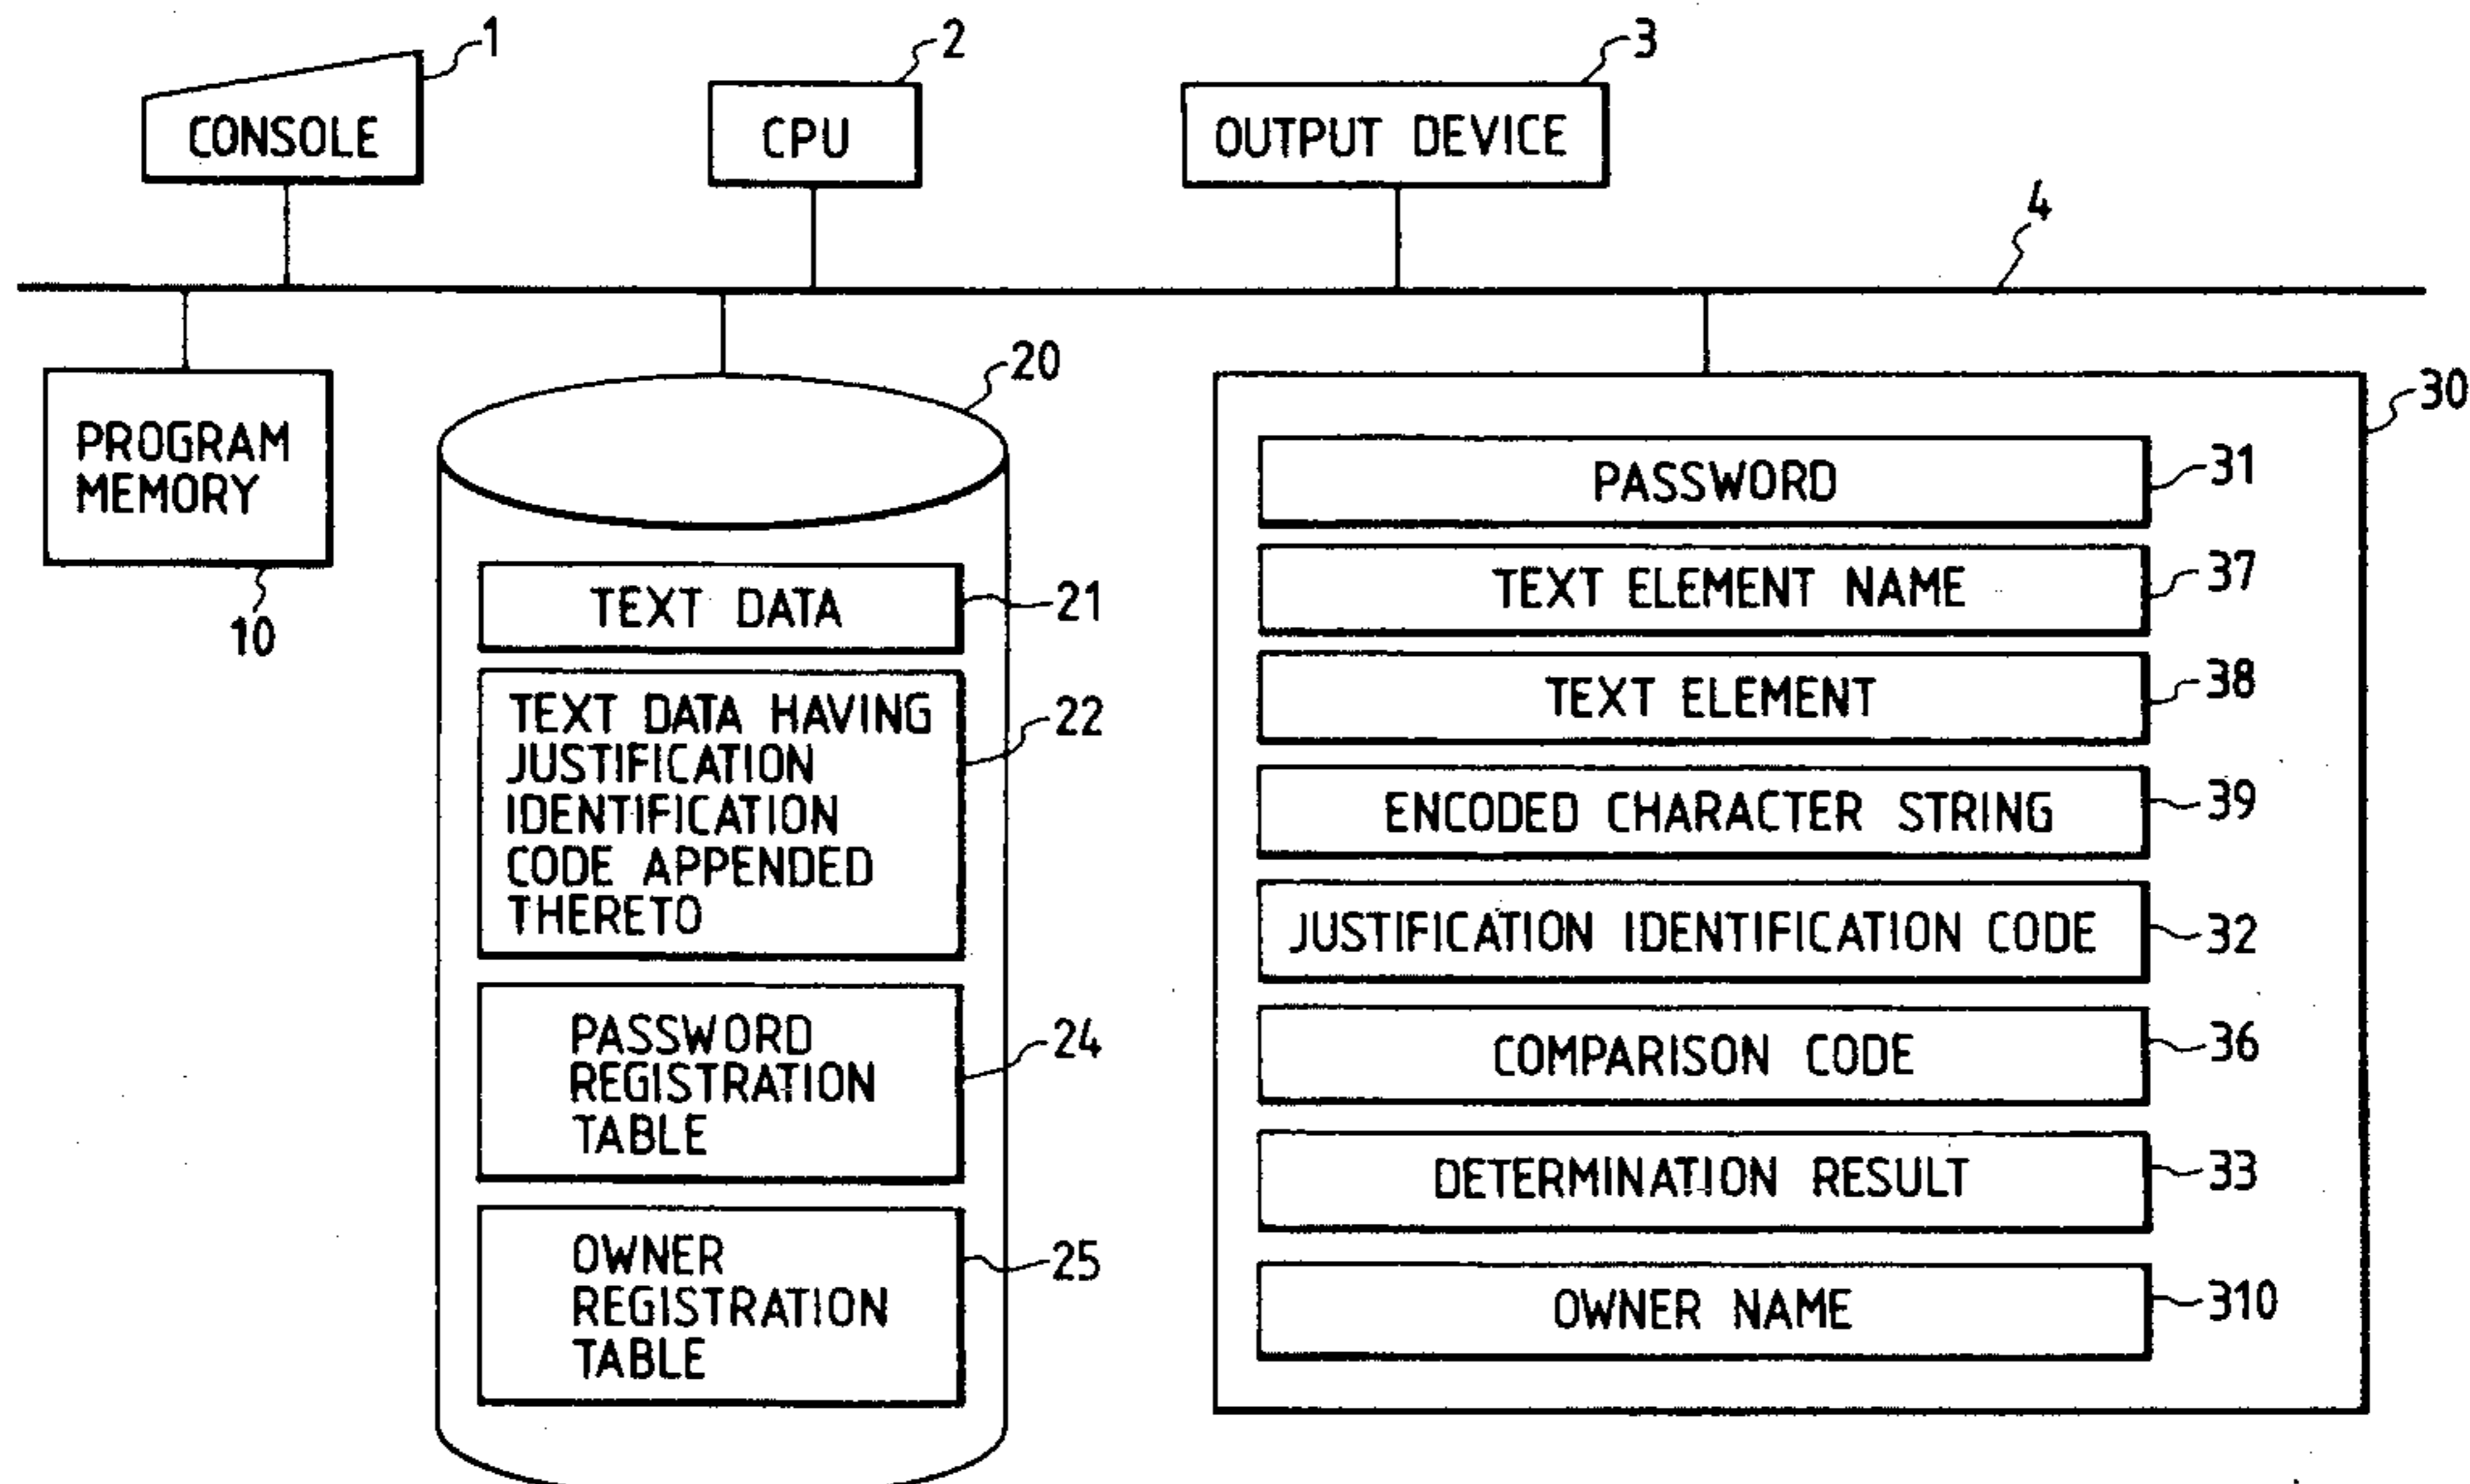 1
CONSOLE
2
CPU
3
OUTPUT DEVICE
4
PROGRAM
MEMORY
10
20
TEXT DATA
21
TEXT DATA HAVING
JUSTIFICATION
IDENTIFICATION
CODE APPENDED
THERETO
22
PASSWORD
REGISTRATION
TABLE
24
OWNER
REGISTRATION
TABLE
25
30
PASSWORD
31
TEXT ELEMENT NAME
37
TEXT ELEMENT
38
ENCODED CHARACTER STRING
39
JUSTIFICATION IDENTIFICATION CODE
32
COMPARISON CODE
36
DETERMINATION RESULT
33
OWNER NAME
310